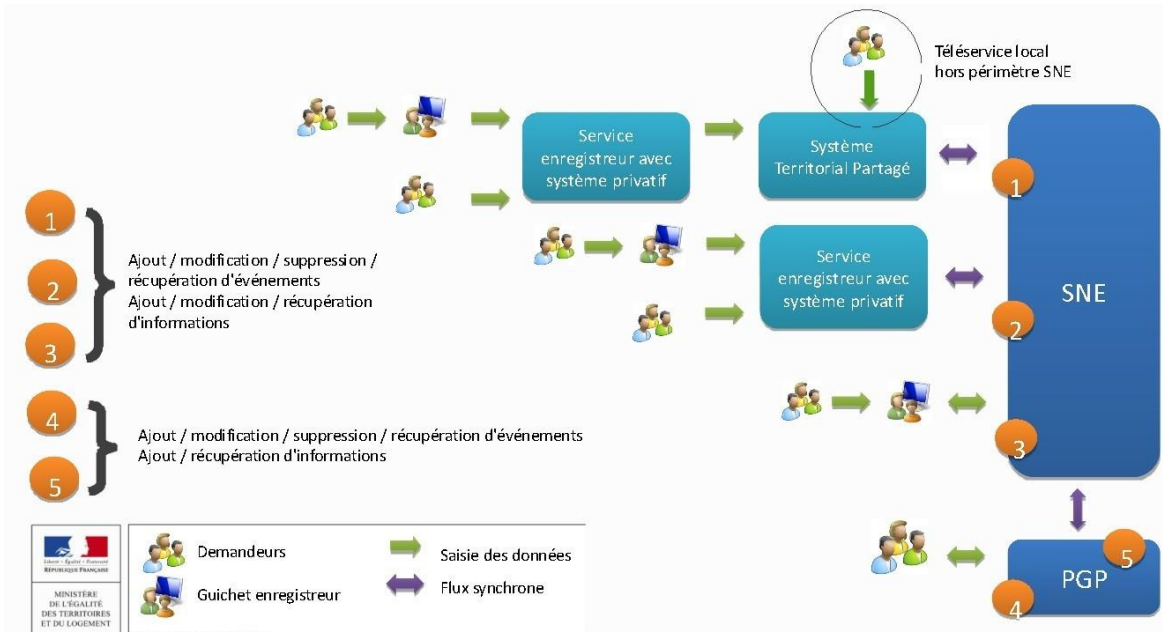 Téléservice local
hors périmètre SNE
Service
enregistreur avec
système privatif
Système
Territorial Partagé
1
1
Ajout / modification / suppression /
récupération d'événements
Ajout / modification / récupération
d'informations
2
3
Service
enregistreur avec
système privatif
SNE
2
3
4
5
Ajout / modification / suppression / récupération d'événements
Ajout / récupération d'informations
PGP
5
4
Liberté • Égalité • Fraternité
RÉPUBLIQUE FRANÇAISE
MINISTÈRE
DE L'ÉGALITÉ
DES TERRITOIRES
ET DU LOGEMENT
Demandeurs
Saisie des données
Guichet enregistreur
Flux synchrone